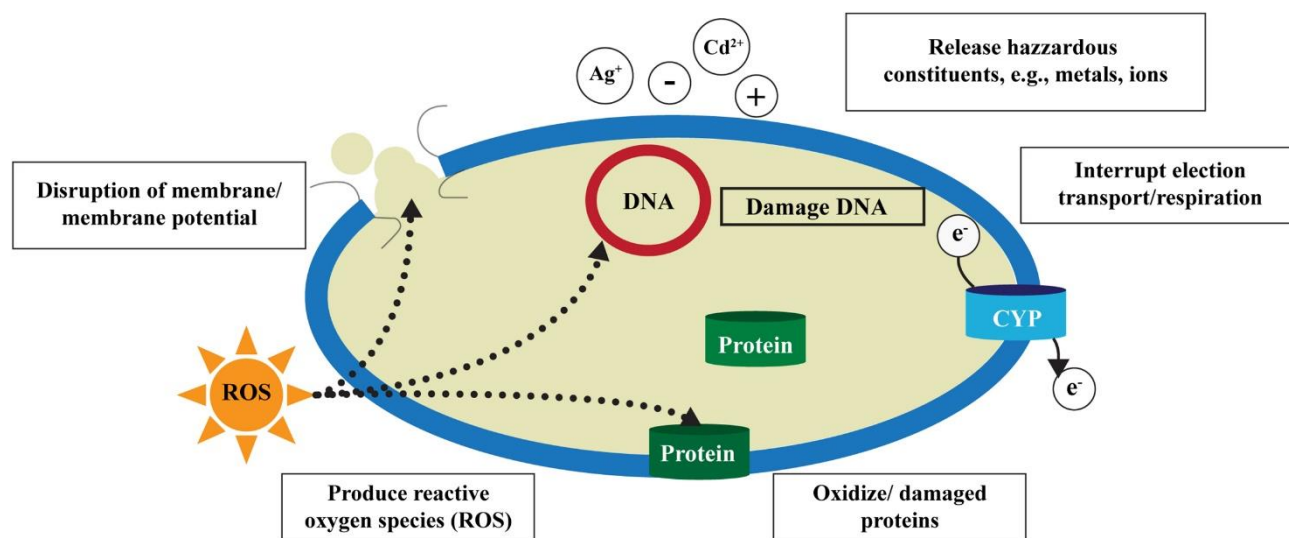 Cd²⁺
Ag⁺
-
+
Release hazzardous
constituents, e.g., metals, ions
Disruption of membrane/
membrane potential
DNA
Damage DNA
Interrupt election
transport/respiration
e⁻
CYP
e⁻
Protein
ROS
Protein
Produce reactive
oxygen species (ROS)
Oxidize/ damaged
proteins